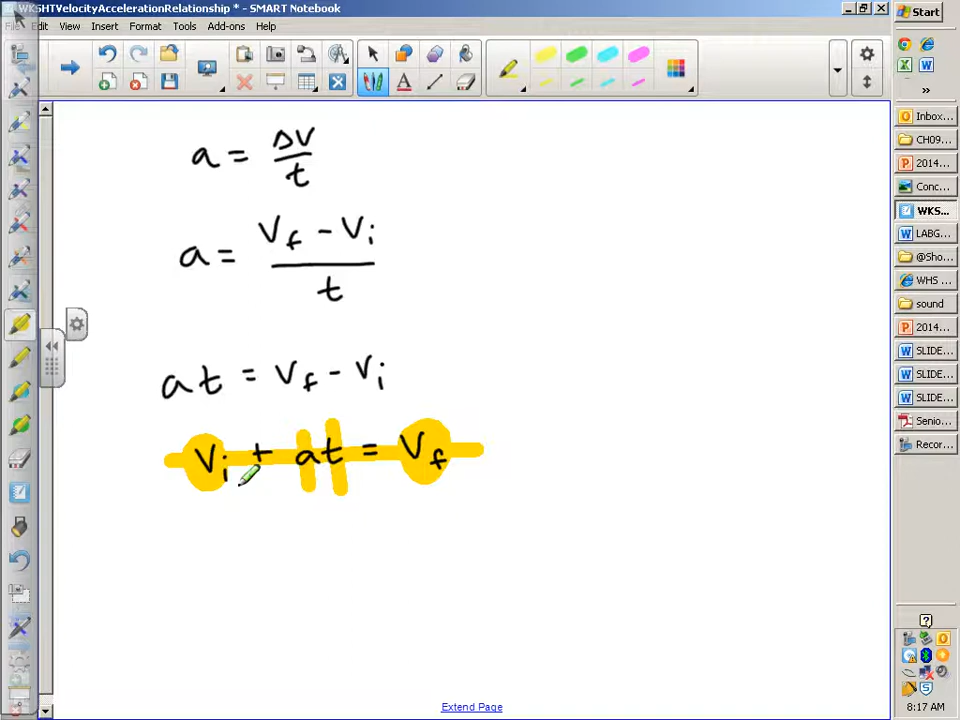 WKSHTVelocityAccelerationRelationship * - SMART Notebook
Start
File Edit View Insert Format Tools Add-ons Help
»
Inbox...
CH09...
2014...
Conc...
WKS...
LABG...
@Sho...
WHS ...
sound
2014...
SLIDE...
SLIDE...
SLIDE...
Senio...
Recor...
8:17 AM
a = ΔV/t
a = (Vf - Vi)/t
at = Vf - Vi
Vi + at = Vf
Extend Page